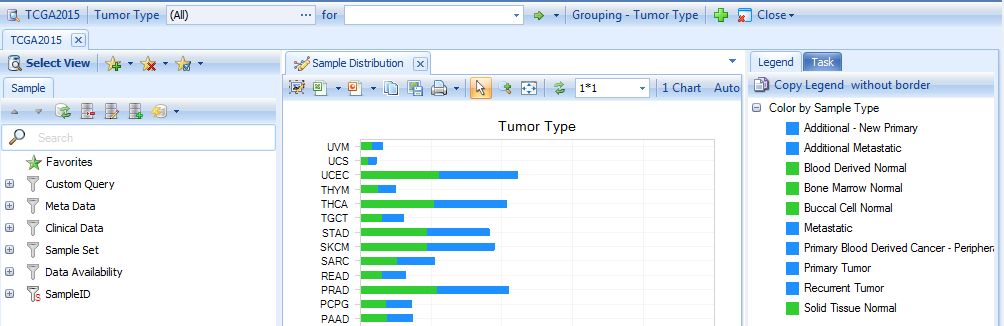 TCGA2015 Tumor Type (All) ... for Grouping - Tumor Type Close
TCGA2015
Select View
Sample
Search
Favorites
Custom Query
Meta Data
Clinical Data
Sample Set
Data Availability
SampleID
Sample Distribution
1*1 1 Chart Auto
Tumor Type
UVM
UCS
UCEC
THYM
THCA
TGCT
STAD
SKCM
SARC
READ
PRAD
PCPG
PAAD
Legend Task
Copy Legend without border
Color by Sample Type
Additional - New Primary
Additional Metastatic
Blood Derived Normal
Bone Marrow Normal
Buccal Cell Normal
Metastatic
Primary Blood Derived Cancer - Periphera
Primary Tumor
Recurrent Tumor
Solid Tissue Normal